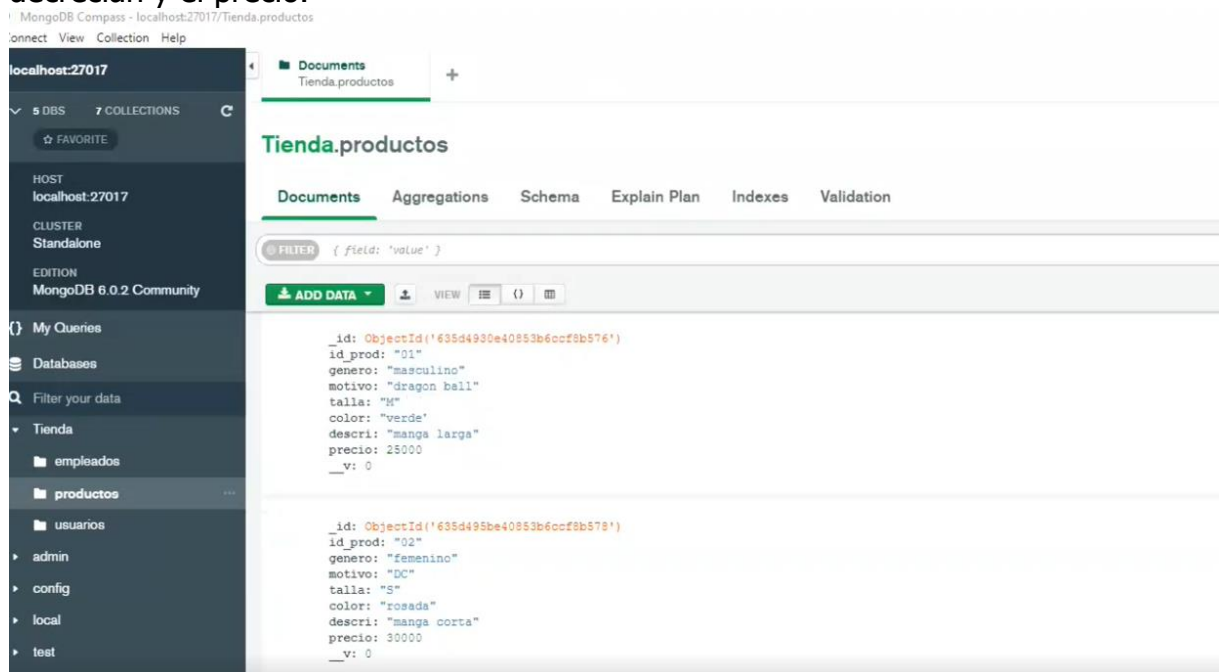 decrecian y el precio.
MongoDB Compass - localhost:27017/Tienda.productos
onnect View Collection Help
localhost:27017
5 DBS 7 COLLECTIONS
FAVORITE
HOST
localhost:27017
CLUSTER
Standalone
EDITION
MongoDB 6.0.2 Community
{} My Queries
Databases
Filter your data
Tienda
empleados
productos ...
usuarios
admin
config
local
test
Documents
Tienda.productos
+
Tienda.productos
Documents Aggregations Schema Explain Plan Indexes Validation
FILTER { field: 'value' }
ADD DATA VIEW {}
_id: ObjectId('635d4930e40853b6ccf8b576')
id_prod: "01"
genero: "masculino"
motivo: "dragon ball"
talla: "M"
color: "verde"
descri: "manga larga"
precio: 25000
__v: 0
_id: ObjectId('635d495be40853b6ccf8b578')
id_prod: "02"
genero: "femenino"
motivo: "DC"
talla: "S"
color: "rosada"
descri: "manga corta"
precio: 30000
__v: 0